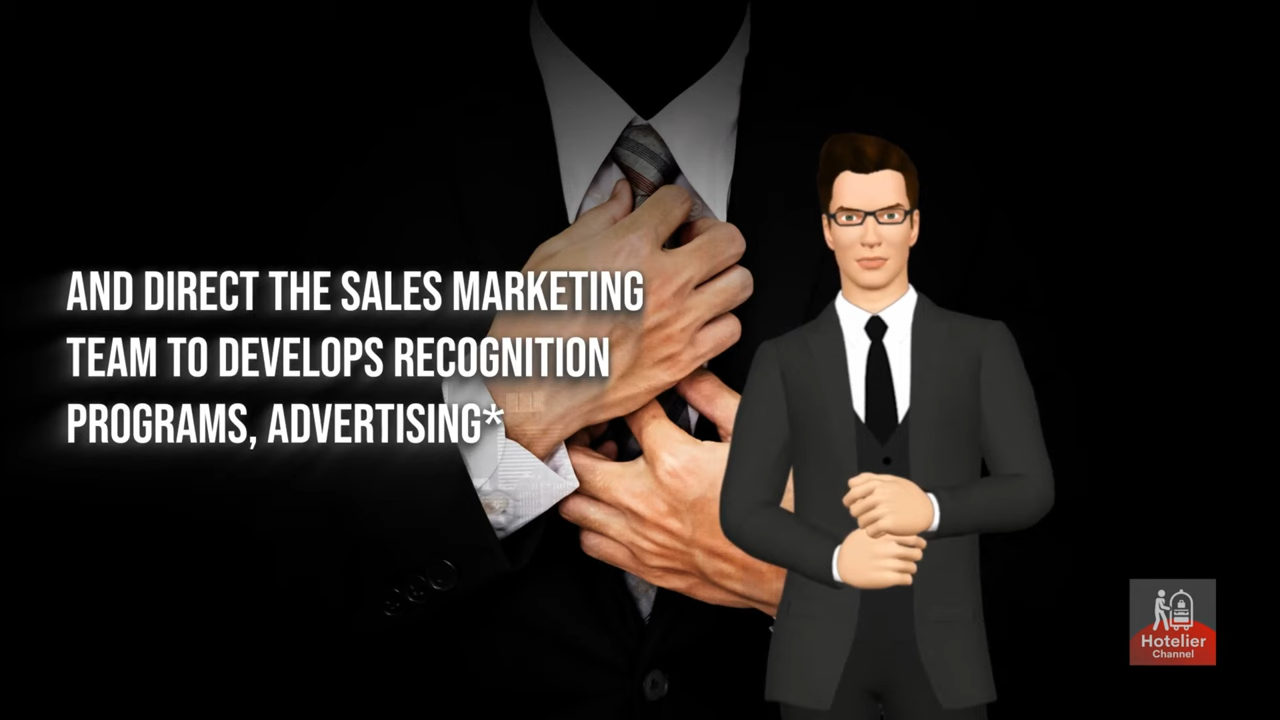 AND DIRECT THE SALES MARKETING
TEAM TO DEVELOPS RECOGNITION
PROGRAMS, ADVERTISING*
Hotelier
Channel